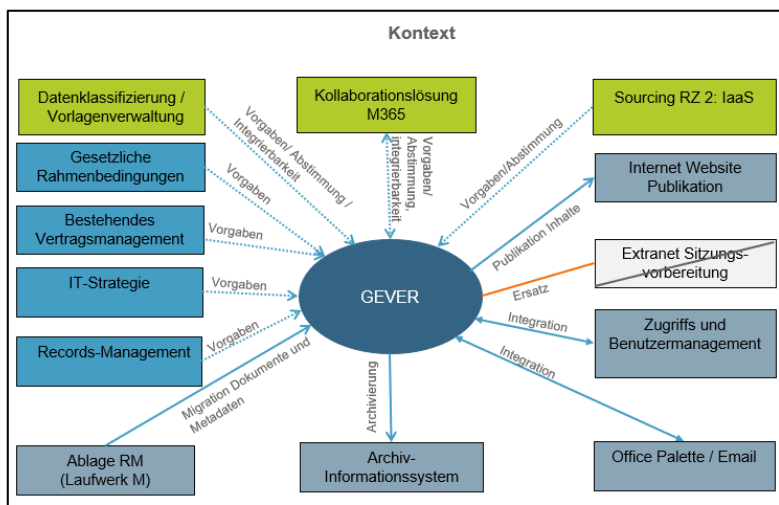 Kontext
Datenklassifizierung /
Vorlagenverwaltung
Kollaborationslösung
M365
Sourcing RZ 2: IaaS
Vorgaben/ Abstimmung /
Integrierbarkeit
Vorgaben/
Abstimmung,
integrierbarkeit
Vorgaben/Abstimmung
Gesetzliche
Rahmenbedingungen
Vorgaben
Internet Website
Publikation
Publikation Inhalte
Bestehendes
Vertragsmanagement
Vorgaben
Extranet Sitzungs-
vorbereitung
Ersatz
IT-Strategie
Vorgaben
GEVER
Zugriffs und
Benutzermanagement
Integration
Records-Management
Vorgaben
Integration
Migration Dokumente und
Metadaten
Archivierung
Ablage RM
(Laufwerk M)
Archiv-
Informationssystem
Office Palette / Email